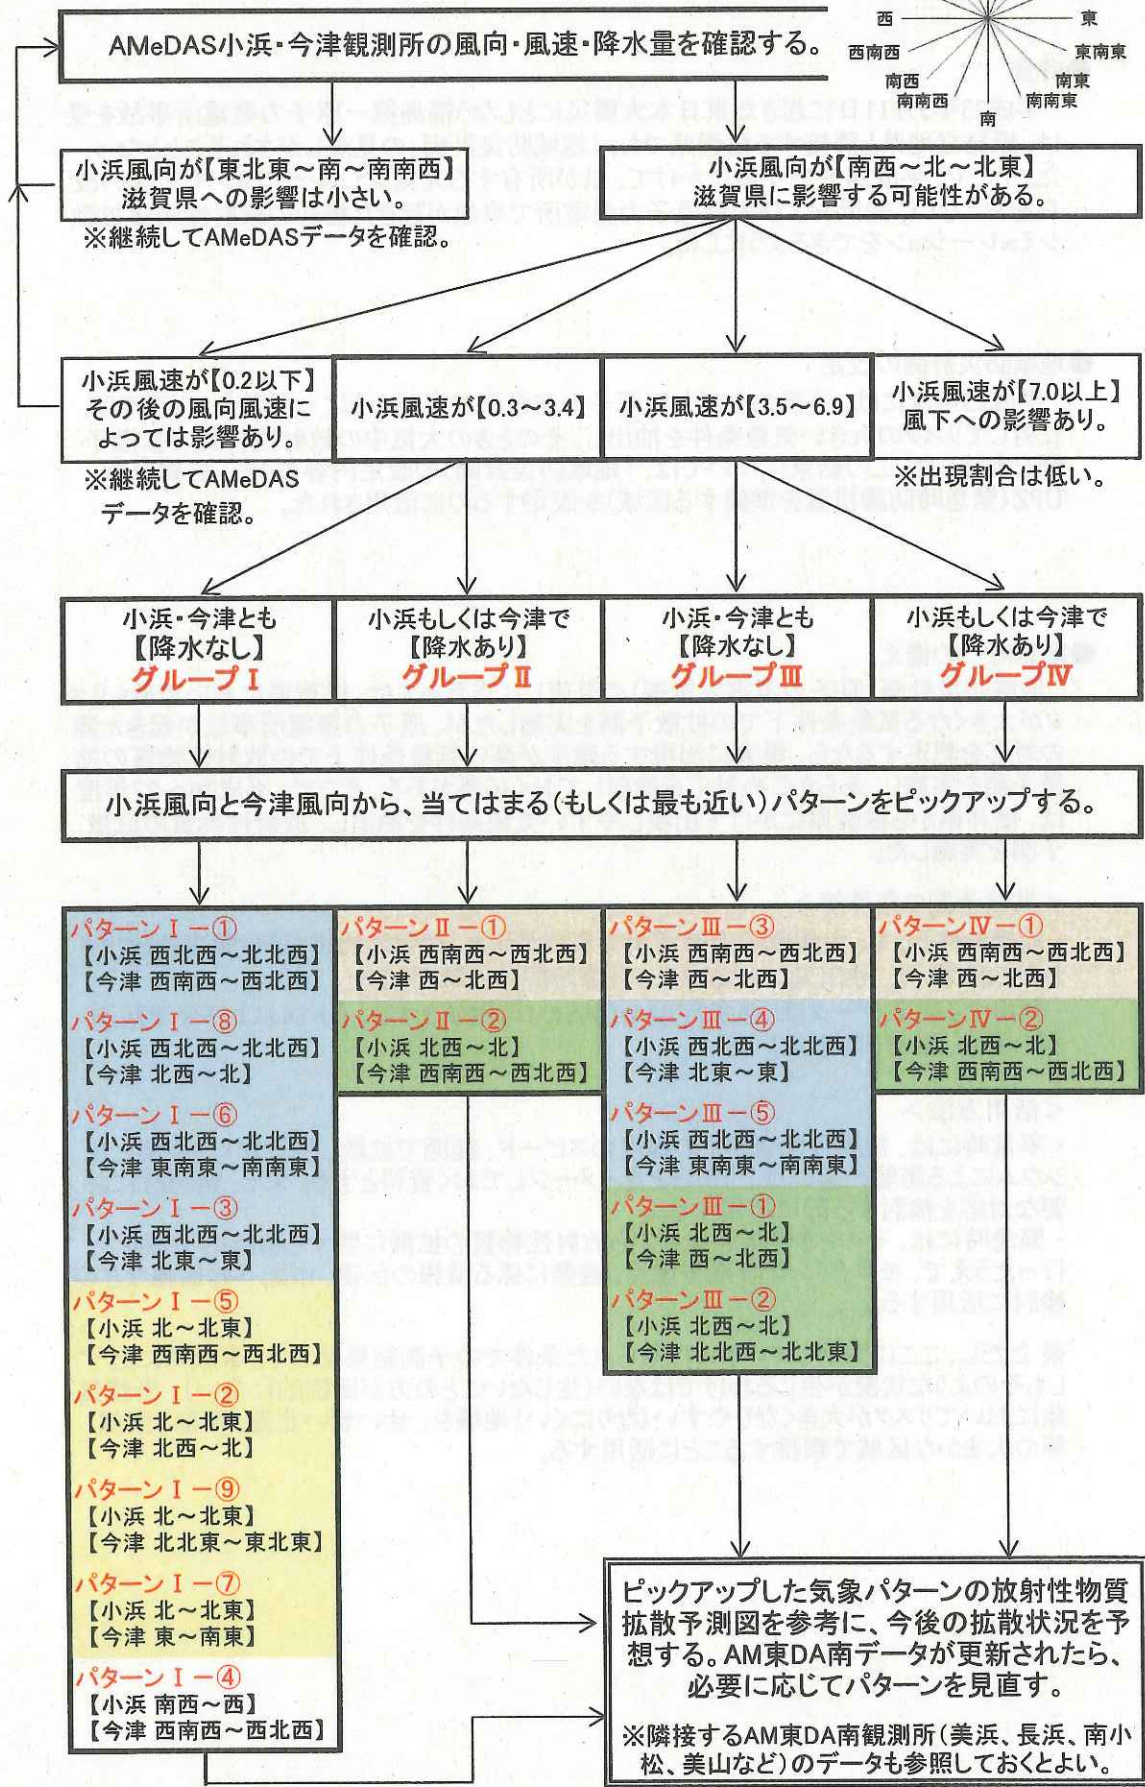 AMeDAS小浜・今津観測所の風向・風速・降水量を確認する。
西
東
西南西
東南東
南西
南東
南南西
南南東
南
小浜風向が【東北東~南~南南西】
滋賀県への影響は小さい。
※継続してAMeDASデータを確認。
小浜風向が【南西~北~北東】
滋賀県に影響する可能性がある。
小浜風速が【0.2以下】
その後の風向風速に
よっては影響あり。
※継続してAMeDAS
データを確認。
小浜風速が【0.3~3.4】
小浜風速が【3.5~6.9】
小浜風速が【7.0以上】
風下への影響あり。
※出現割合は低い。
小浜・今津とも
【降水なし】
グループⅠ
小浜もしくは今津で
【降水あり】
グループⅡ
小浜・今津とも
【降水なし】
グループⅢ
小浜もしくは今津で
【降水あり】
グループⅣ
小浜風向と今津風向から、当てはまる(もしくは最も近い)パターンをピックアップする。
パターンⅠ-①
【小浜 西北西~北北西】
【今津 西南西~西北西】
パターンⅠ-⑧
【小浜 西北西~北北西】
【今津 北西~北】
パターンⅠ-⑥
【小浜 西北西~北北西】
【今津 東南東~南南東】
パターンⅠ-③
【小浜 西北西~北北西】
【今津 北東~東】
パターンⅠ-⑤
【小浜 北~北東】
【今津 西南西~西北西】
パターンⅠ-②
【小浜 北~北東】
【今津 北西~北】
パターンⅠ-⑨
【小浜 北~北東】
【今津 北北東~東北東】
パターンⅠ-⑦
【小浜 北~北東】
【今津 東~南東】
パターンⅠ-④
【小浜 南西~西】
【今津 西南西~西北西】
パターンⅡ-①
【小浜 西南西~西北西】
【今津 西~北西】
パターンⅡ-②
【小浜 北西~北】
【今津 西南西~西北西】
パターンⅢ-③
【小浜 西南西~西北西】
【今津 西~北西】
パターンⅢ-④
【小浜 西北西~北北西】
【今津 北東~東】
パターンⅢ-⑤
【小浜 西北西~北北西】
【今津 東南東~南南東】
パターンⅢ-①
【小浜 北西~北】
【今津 西~北西】
パターンⅢ-②
【小浜 北西~北】
【今津 北北西~北北東】
パターンⅣ-①
【小浜 西南西~西北西】
【今津 西~北西】
パターンⅣ-②
【小浜 北西~北】
【今津 西南西~西北西】
ピックアップした気象パターンの放射性物質
拡散予測図を参考に、今後の拡散状況を予
想する。AM東DA南データが更新されたら、
必要に応じてパターンを見直す。
※隣接するAM東DA南観測所(美浜、長浜、南小
松、美山など)のデータも参照しておくとよい。